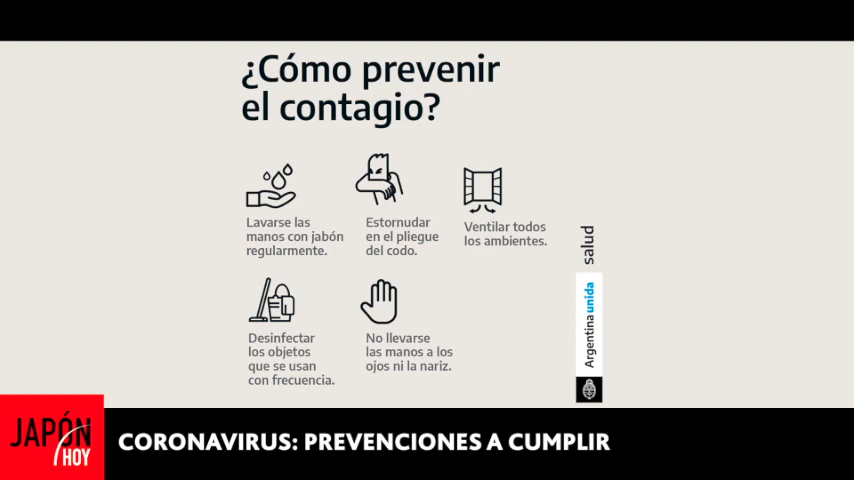 ¿Cómo prevenir
el contagio?
Lavarse las
manos con jabón
regularmente.
Estornudar
en el pliegue
del codo.
Ventilar todos
los ambientes.
Desinfectar
los objetos
que se usan
con frecuencia.
No llevarse
las manos a los
ojos ni la nariz.
salud
Argentina unida
JAPÓN
HOY
CORONAVIRUS: PREVENCIONES A CUMPLIR